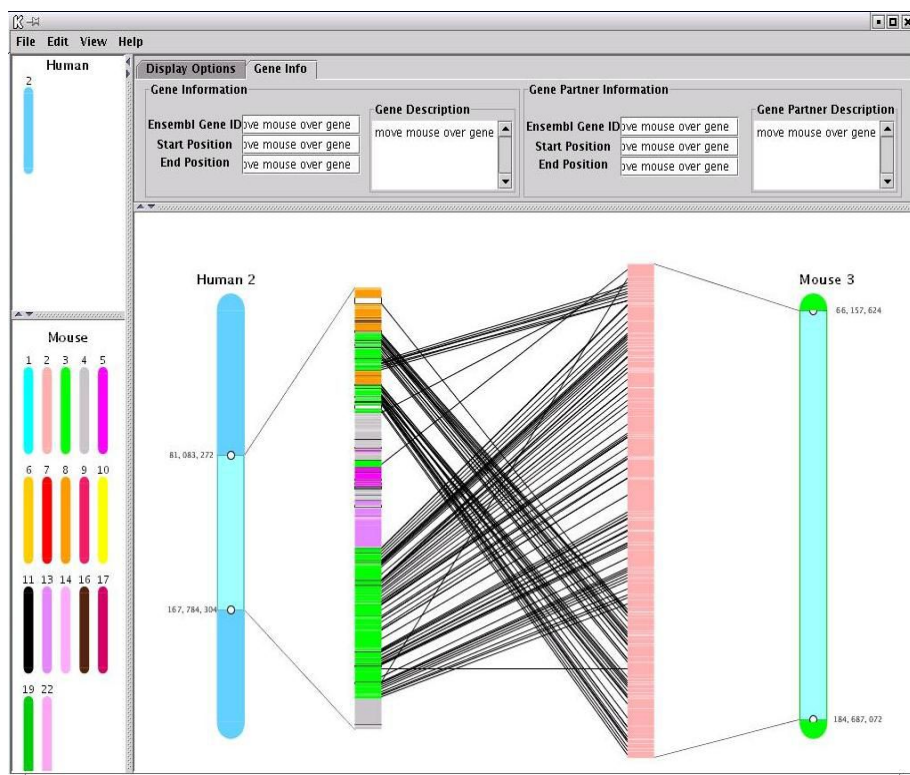 File Edit View Help
Human
2
Display Options Gene Info
Gene Information
Ensembl Gene ID ove mouse over gene
Start Position ove mouse over gene
End Position ove mouse over gene
Gene Description
move mouse over gene
Gene Partner Information
Ensembl Gene ID ove mouse over gene
Start Position ove mouse over gene
End Position ove mouse over gene
Gene Partner Description
move mouse over gene
Mouse
1 2 3 4 5
6 7 8 9 10
11 13 14 16 17
19 22
Human 2
81, 083, 272
167, 784, 304
Mouse 3
66, 157, 624
184, 687, 072